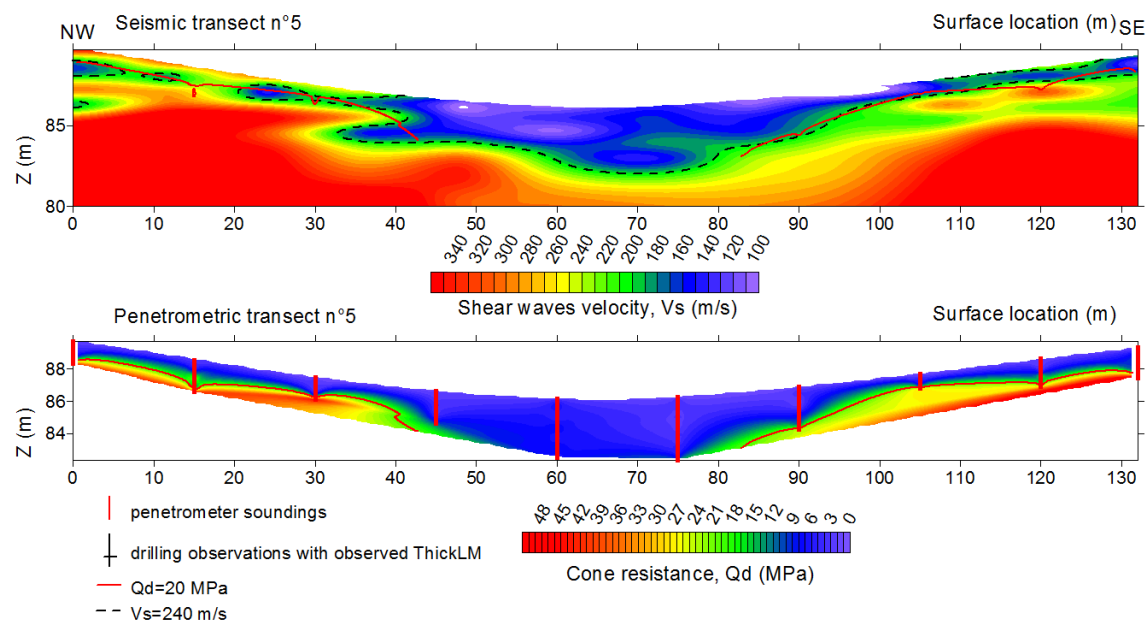 NW Seismic transect n°5 Surface location (m) SE
85
80
Z (m)
0 10 20 30 40 50 60 70 80 90 100 110 120 130
340 320 300 280 260 240 220 200 180 160 140 120 100
Shear waves velocity, Vs (m/s)
Penetrometric transect n°5 Surface location (m)
88
86
84
Z (m)
0 10 20 30 40 50 60 70 80 90 100 110 120 130
penetrometer soundings
48 45 42 39 36 33 30 27 24 21 18 15 12 9 6 3 0
drilling observations with observed ThickLM
Cone resistance, Qd (MPa)
Qd=20 MPa
Vs=240 m/s